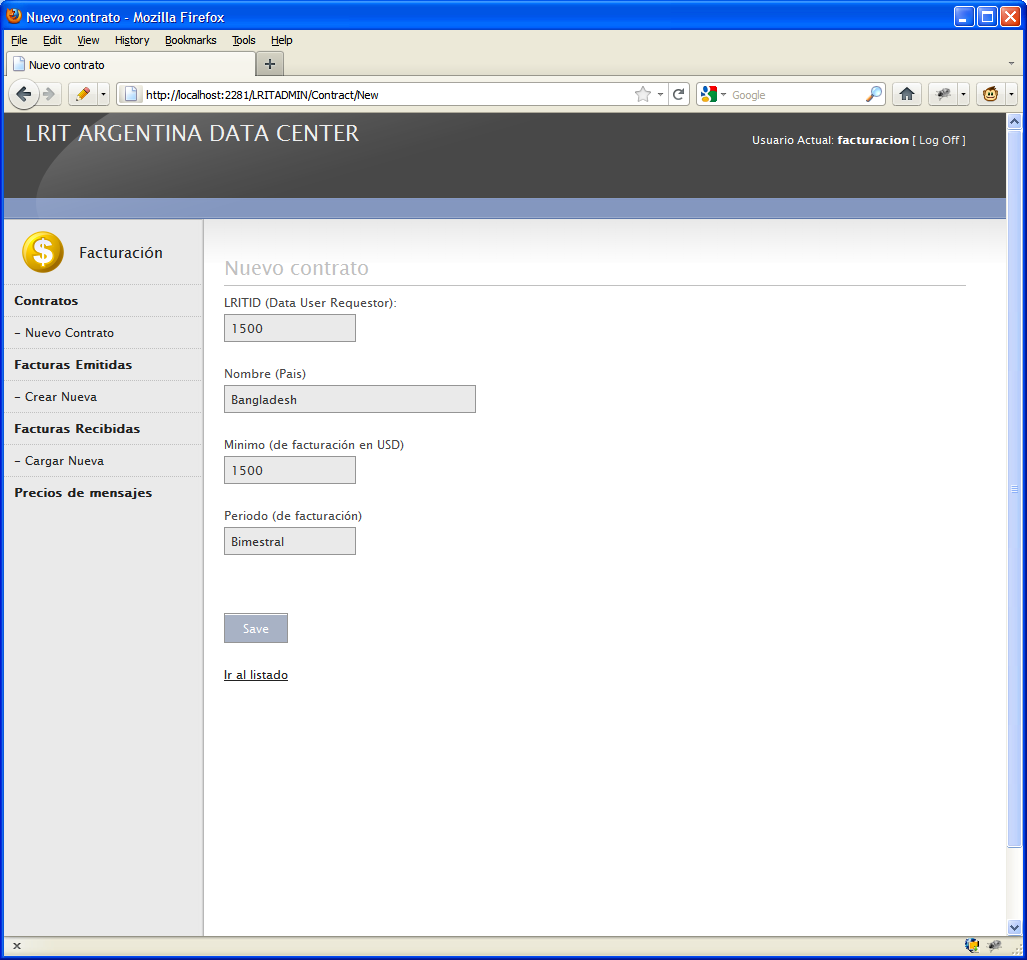 Nuevo contrato - Mozilla Firefox
File Edit View History Bookmarks Tools Help
Nuevo contrato
http://localhost:2281/LRITADMIN/Contract/New
Google
LRIT ARGENTINA DATA CENTER
Usuario Actual: facturacion [ Log Off ]
$ Facturación
Contratos
- Nuevo Contrato
Facturas Emitidas
- Crear Nueva
Facturas Recibidas
- Cargar Nueva
Precios de mensajes
Nuevo contrato
LRITID (Data User Requestor):
1500
Nombre (Pais)
Bangladesh
Minimo (de facturación en USD)
1500
Periodo (de facturación)
Bimestral
Save
Ir al listado